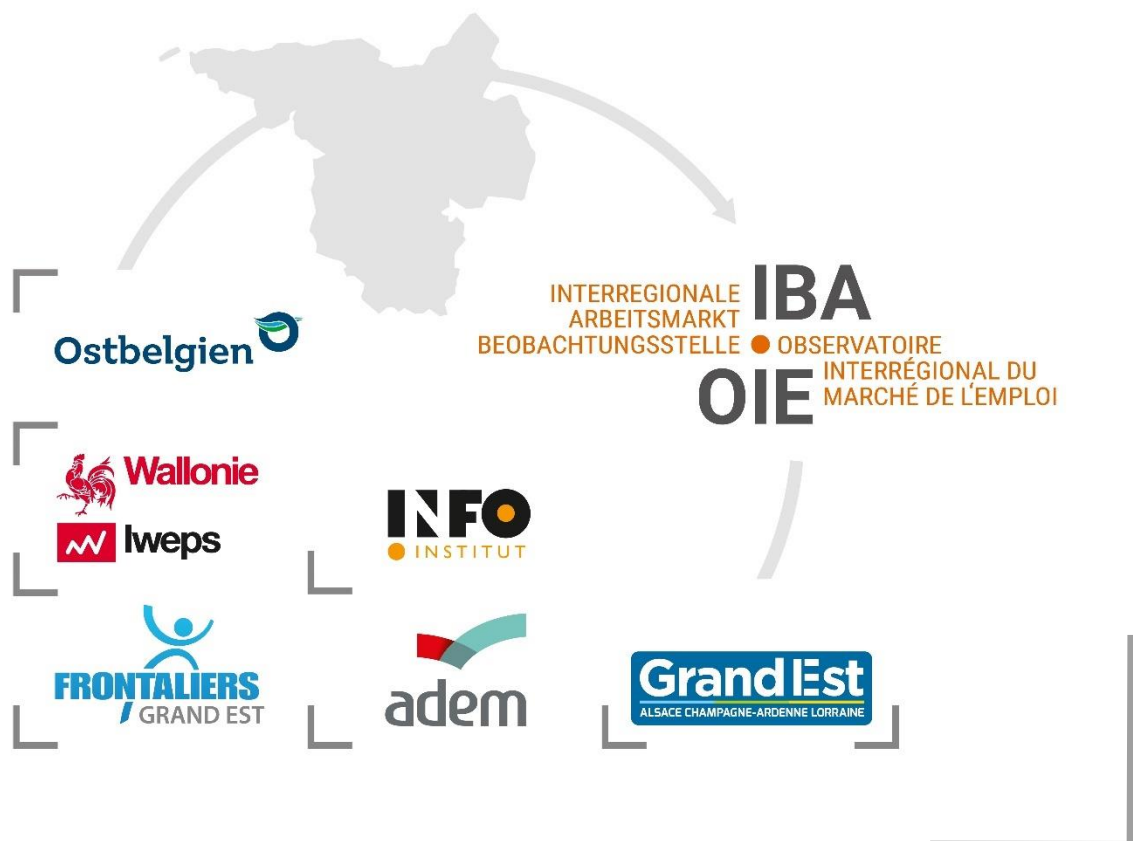 INTERREGIONALE
ARBEITSMARKT
BEOBACHTUNGSSTELLE
IBA
OIE
OBSERVATOIRE
INTERRÉGIONAL DU
MARCHÉ DE L'EMPLOI
Ostbelgien
Wallonie
Iweps
INFO
INSTITUT
FRONTALIERS
GRAND EST
adem
Grand Est
ALSACE CHAMPAGNE-ARDENNE LORRAINE